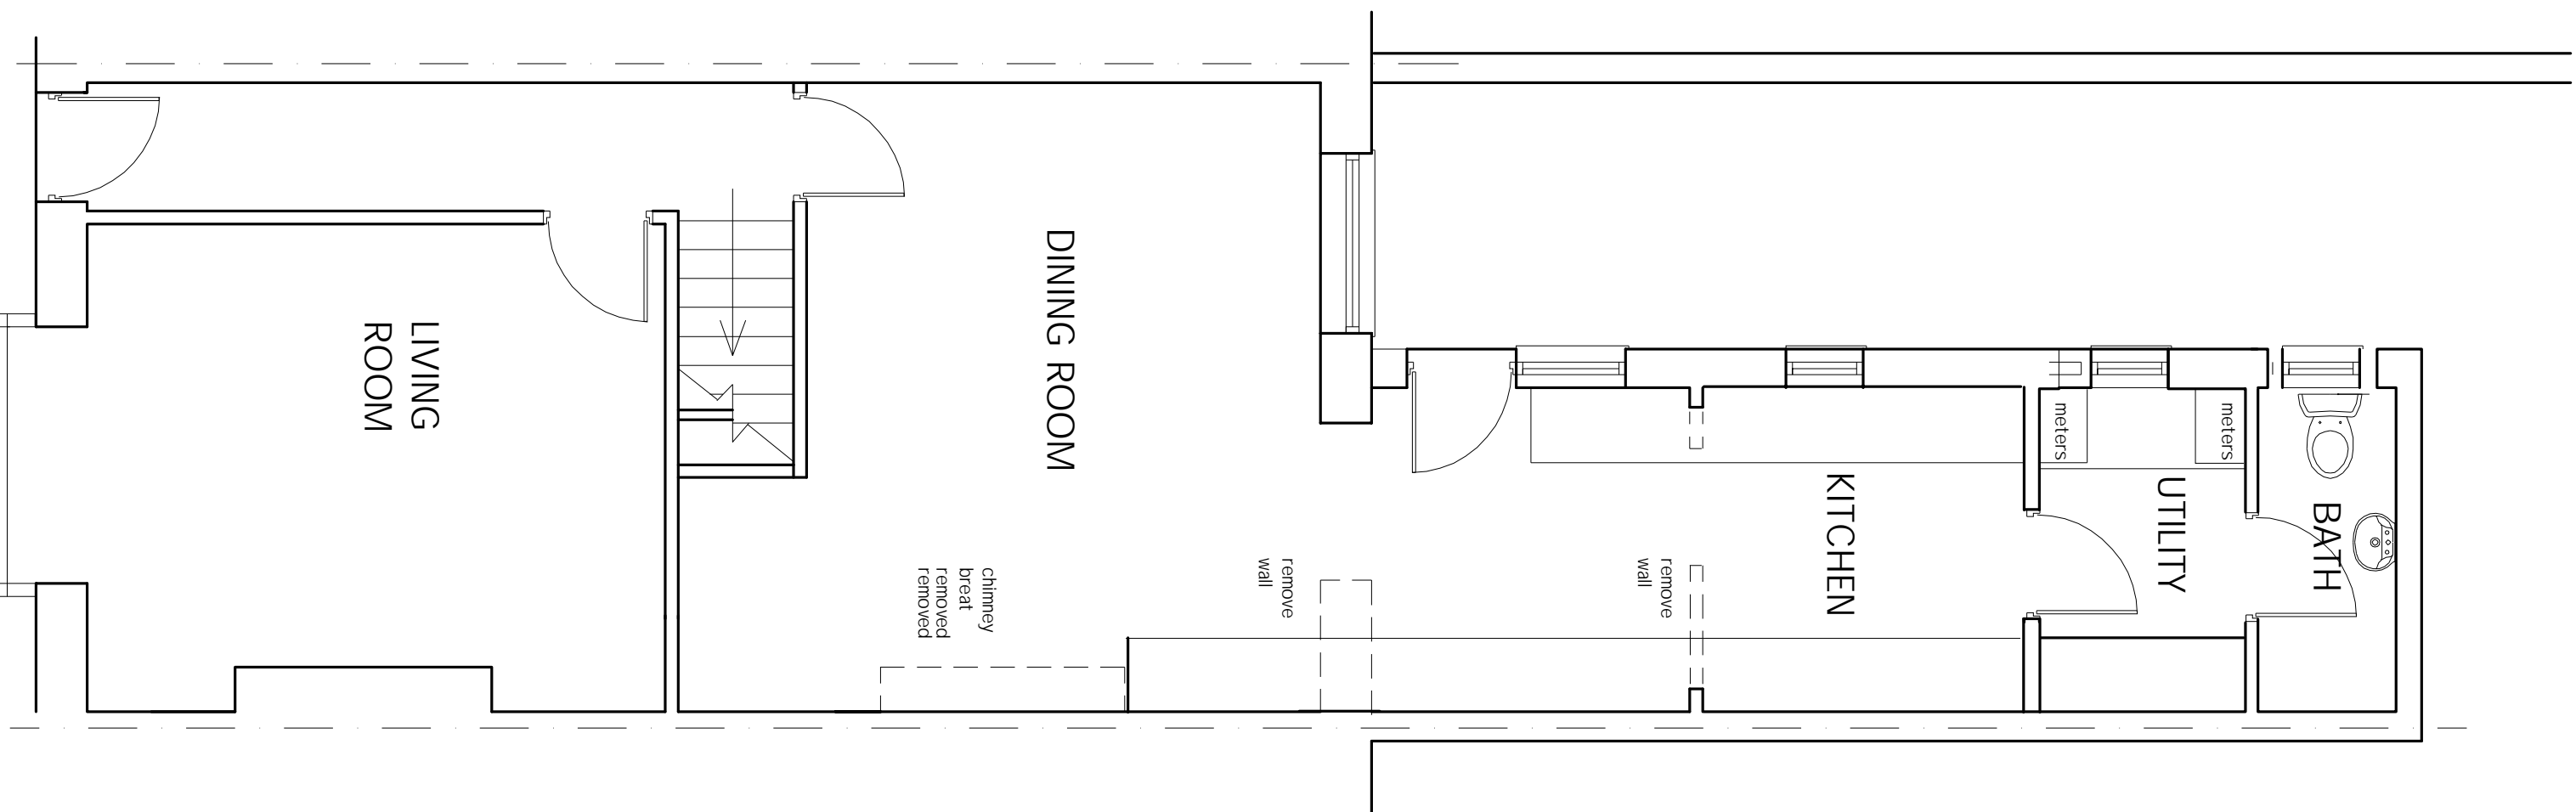 LIVING
ROOM
DINING ROOM
chimney
breat
removed
removed
remove
wall
remove
wall
KITCHEN
meters
meters
UTILITY
BATH